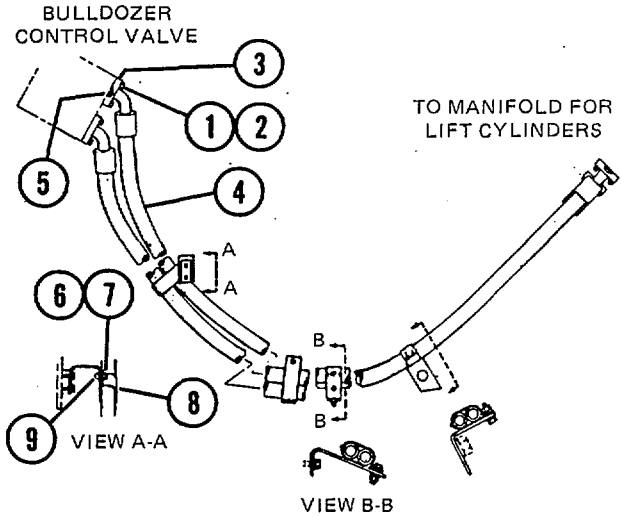 BULLDOZER
CONTROL VALVE
3
1 2
5
TO MANIFOLD FOR
LIFT CYLINDERS
4
A
A
6 7
B
B
8
9
VIEW A-A
VIEW B-B